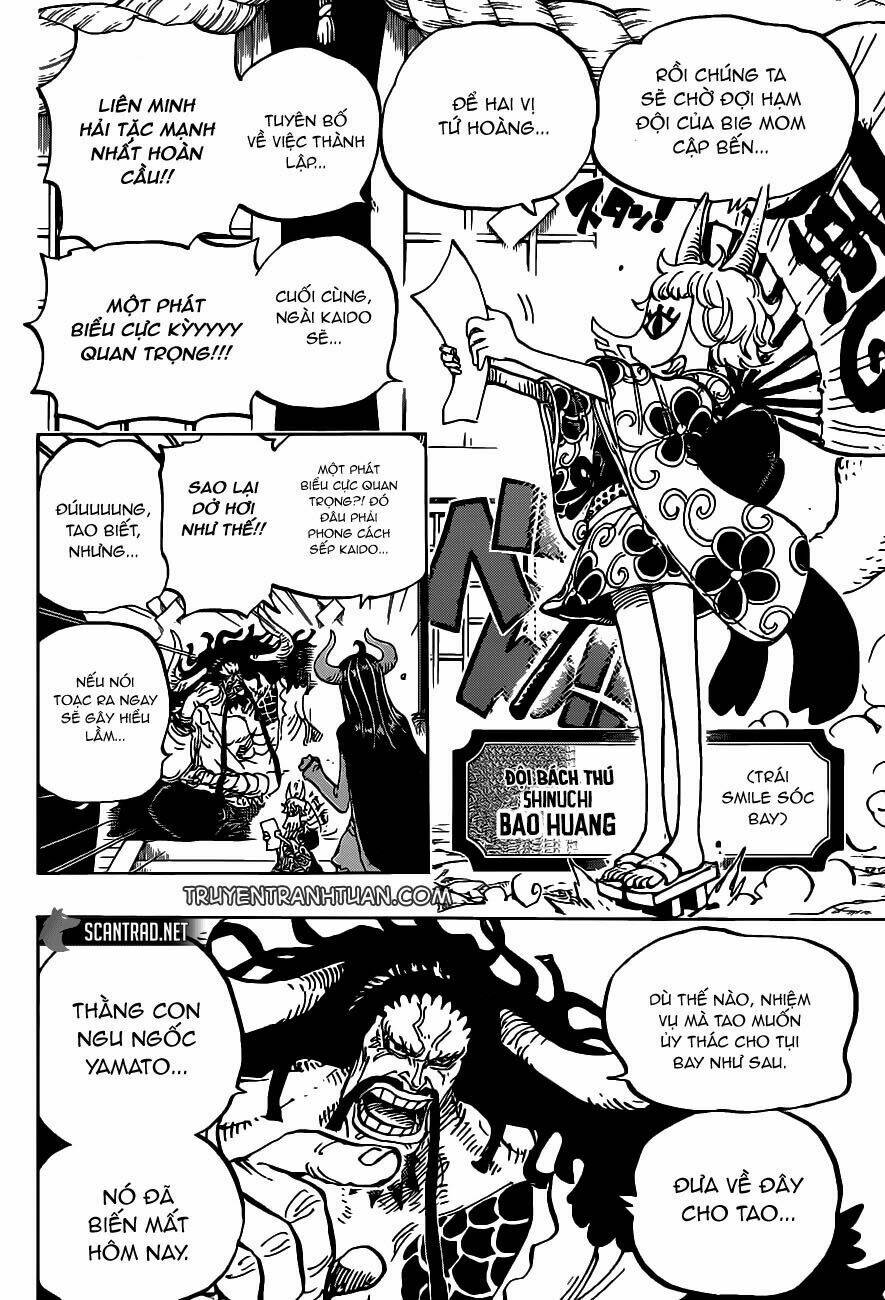 RỒI CHÚNG TA
SẼ CHỜ ĐỢI HẠM
ĐỘI CỦA BIG MOM
CẬP BẾN...
ĐỂ HAI VỊ
TỨ HOÀNG...
TUYÊN BỐ
VỀ VIỆC THÀNH
LẬP...
LIÊN MINH
HẢI TẶC MẠNH
NHẤT HOÀN
CẦU!!
CUỐI CÙNG,
NGÀI KAIDO
SẼ...
MỘT PHÁT
BIỂU CỰC KỲYYYY
QUAN TRỌNG!!!
ĐỘI BÁCH THÚ
SHINUCHI
BAO HUANG
(TRÁI
SMILE SÓC
BAY)
MỘT PHÁT
BIỂU CỰC QUAN
TRỌNG?! ĐÓ
ĐÂU PHẢI
PHONG CÁCH
SẾP KAIDO...
SAO LẠI
DỞ HƠI
NHƯ THẾ!!
ĐÚUUUUNG,
TAO BIẾT,
NHƯNG...
NẾU NÓI
TOẠC RA NGAY
SẼ GÂY HIỂU
LẦM...
TRUYENTRANHTUAN.COM
SCANTRAD.NET
DÙ THẾ NÀO, NHIỆM
VỤ MÀ TAO MUỐN
ỦY THÁC CHO TỤI
BAY NHƯ SAU.
ĐƯA VỀ ĐÂY
CHO TAO...
THẰNG CON
NGU NGỐC
YAMATO...
NÓ ĐÃ
BIẾN MẤT
HÔM NAY.